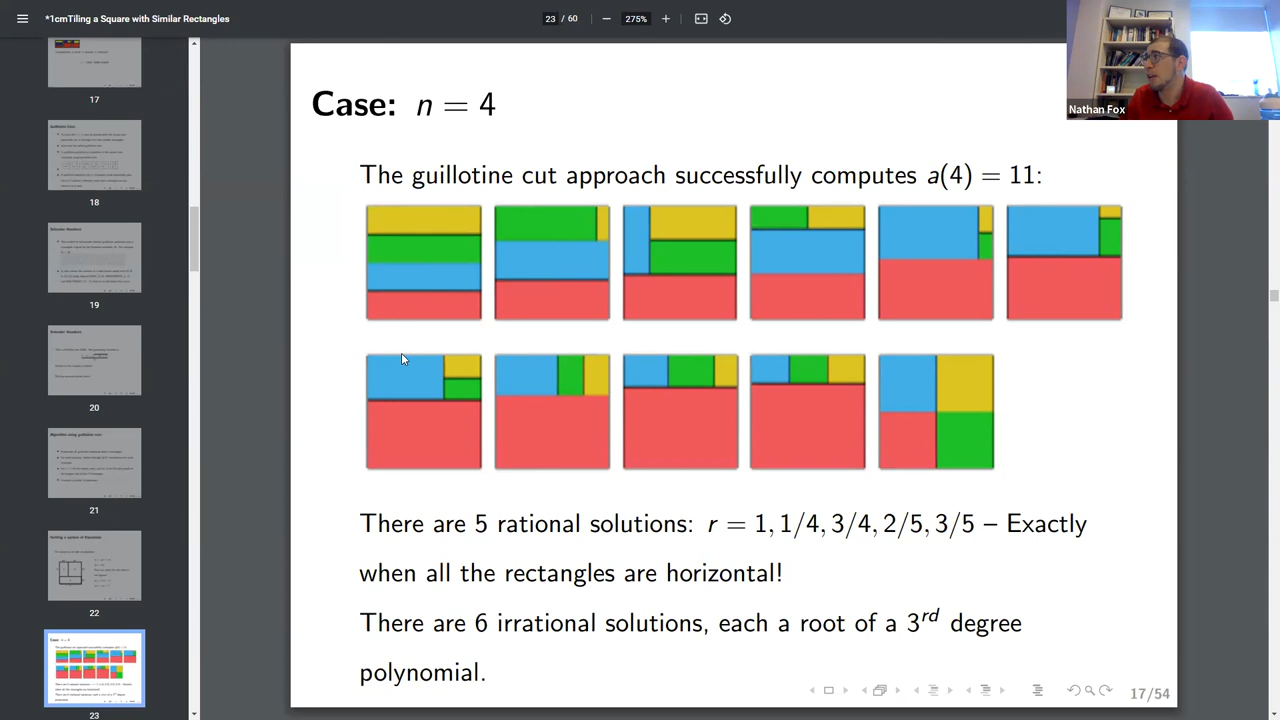 *1cmTiling a Square with Similar Rectangles
23 / 60
275%
Nathan Fox
17
18
19
20
21
22
23
Case: n = 4
The guillotine cut approach successfully computes a(4) = 11:
There are 5 rational solutions: r = 1, 1/4, 3/4, 2/5, 3/5 – Exactly
when all the rectangles are horizontal!
There are 6 irrational solutions, each a root of a 3rd degree
polynomial.
17/54